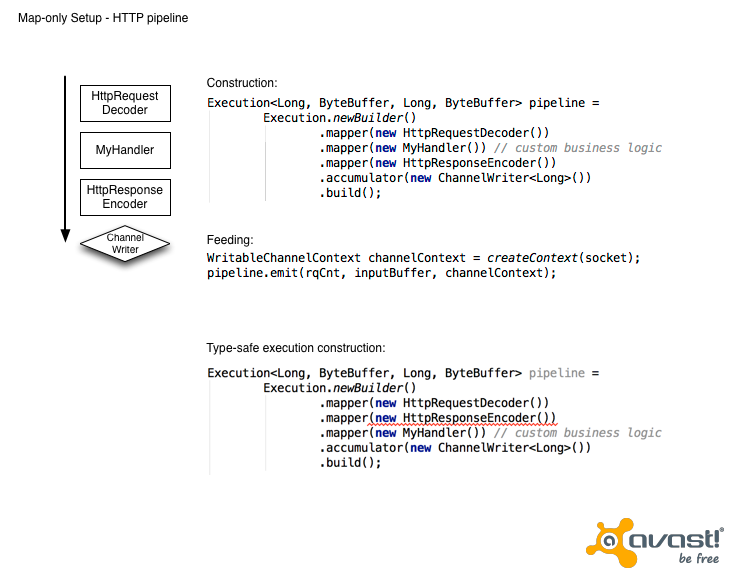 Map-only Setup - HTTP pipeline
HttpRequest
Decoder
MyHandler
HttpResponse
Encoder
Channel
Writer
Construction:
Execution<Long, ByteBuffer, Long, ByteBuffer> pipeline =
Execution.newBuilder()
.mapper(new HttpRequestDecoder())
.mapper(new MyHandler()) // custom business logic
.mapper(new HttpResponseEncoder())
.accumulator(new ChannelWriter<Long>())
.build();
Feeding:
WritableChannelContext channelContext = createContext(socket);
pipeline.emit(rqCnt, inputBuffer, channelContext);
Type-safe execution construction:
Execution<Long, ByteBuffer, Long, ByteBuffer> pipeline =
Execution.newBuilder()
.mapper(new HttpRequestDecoder())
.mapper(new HttpResponseEncoder())
.mapper(new MyHandler()) // custom business logic
.accumulator(new ChannelWriter<Long>())
.build();
a avast!®
be free